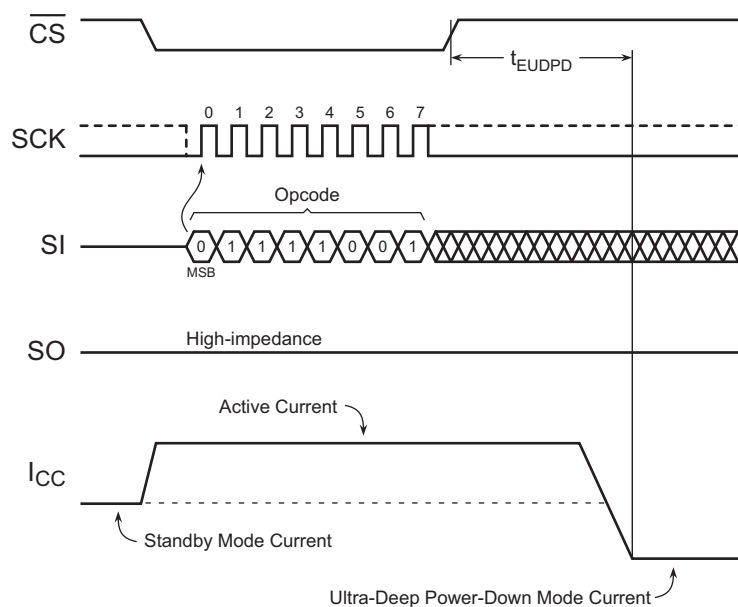 CS
tEUDPD
0 1 2 3 4 5 6 7
SCK
Opcode
SI
0 1 1 1 1 0 0 1
MSB
High-impedance
SO
Active Current
ICC
Standby Mode Current
Ultra-Deep Power-Down Mode Current